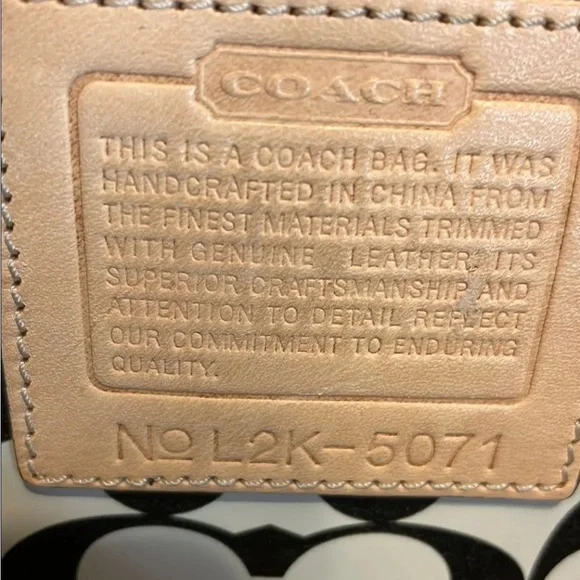 COACH
THIS IS A COACH BAG. IT WAS
HANDCRAFTED IN CHINA FROM
THE FINEST MATERIALS TRIMMED
WITH GENUINE LEATHER. ITS
SUPERIOR CRAFTSMANSHIP AND
ATTENTION TO DETAIL REFLECT
OUR COMMITMENT TO ENDURING
QUALITY.
No L2K-5071